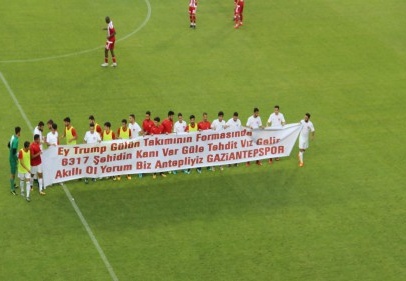 Ey Trump Gülün Takımının Formasında
6317 Şehidin Kanı Var Güle Tehdit Vız Gelir
Akıllı Ol Yorum Biz Antepliyiz GAZİANTEPSPOR